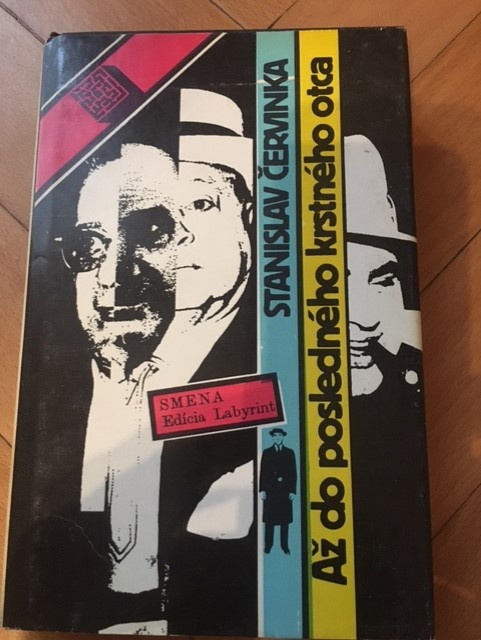 STANISLAV ČERVINKA
Až do posledného krstného otca
SMENA
Edícia Labyrint